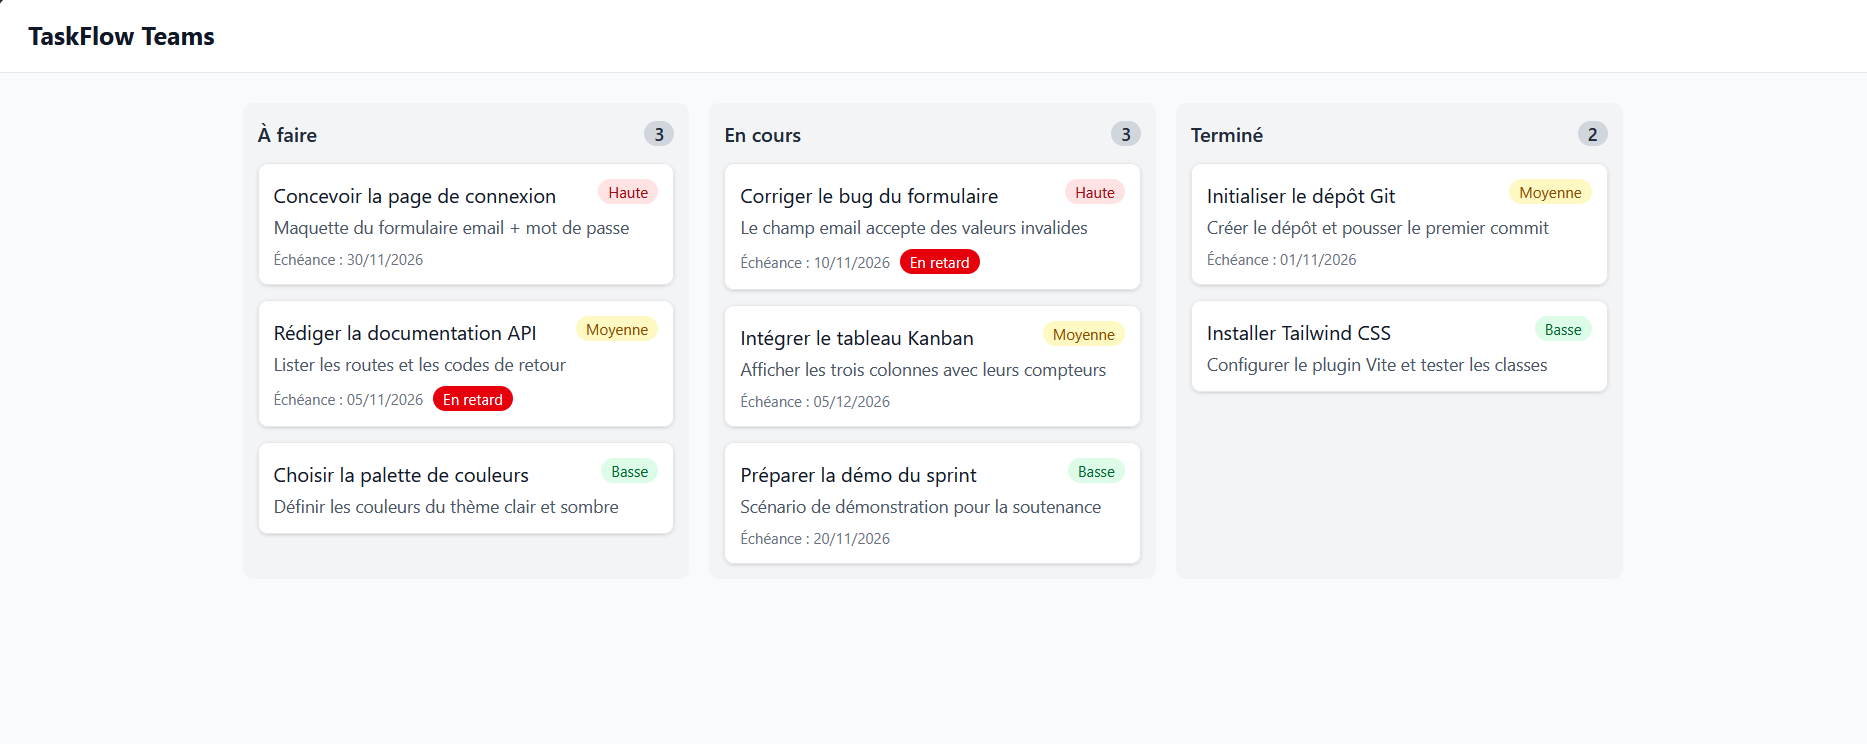 TaskFlow Teams
À faire 3
Concevoir la page de connexion Haute
Maquette du formulaire email + mot de passe
Échéance : 30/11/2026
Rédiger la documentation API Moyenne
Lister les routes et les codes de retour
Échéance : 05/11/2026 En retard
Choisir la palette de couleurs Basse
Définir les couleurs du thème clair et sombre
En cours 3
Corriger le bug du formulaire Haute
Le champ email accepte des valeurs invalides
Échéance : 10/11/2026 En retard
Intégrer le tableau Kanban Moyenne
Afficher les trois colonnes avec leurs compteurs
Échéance : 05/12/2026
Préparer la démo du sprint Basse
Scénario de démonstration pour la soutenance
Échéance : 20/11/2026
Terminé 2
Initialiser le dépôt Git Moyenne
Créer le dépôt et pousser le premier commit
Échéance : 01/11/2026
Installer Tailwind CSS Basse
Configurer le plugin Vite et tester les classes